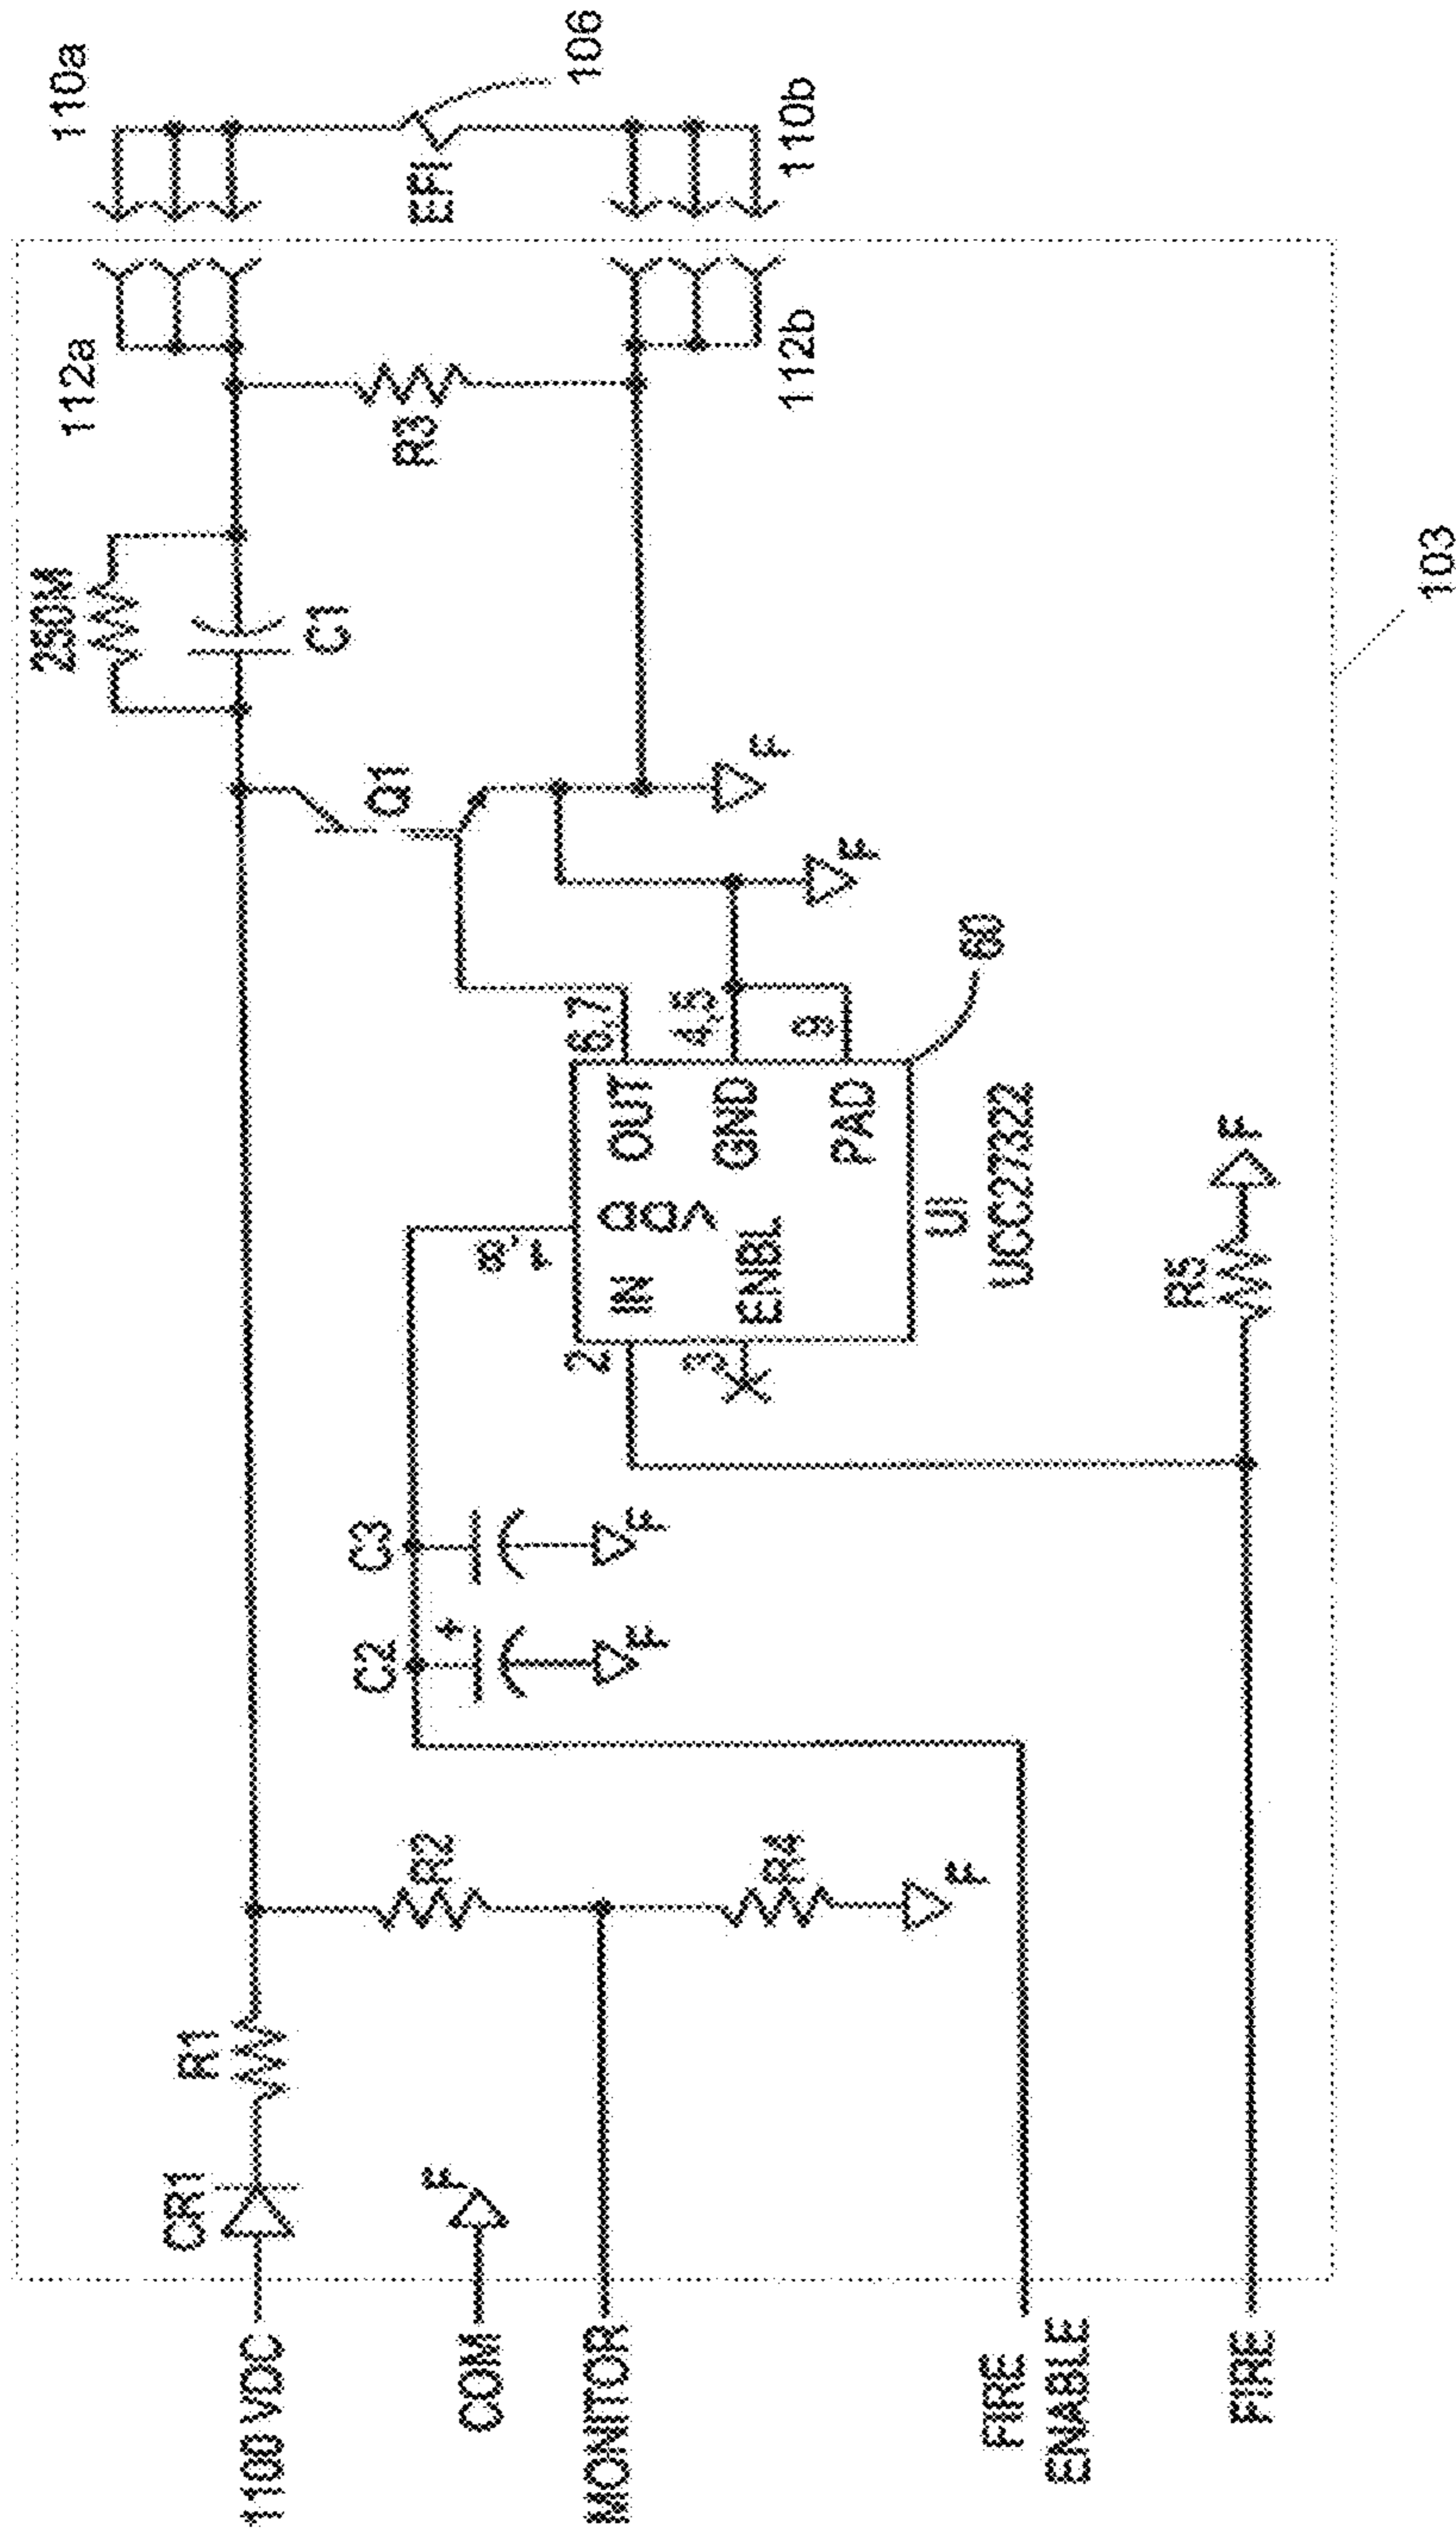 110a
112a
250M
C1
R3
EFI
106
110b
112b
1100 VDC
CR1
R1
COM
F
MONITOR
R2
R4
F
FIRE
ENABLE
C2
+
F
C3
F
1,8
2
IN
VDD
OUT
6,7
3
ENBL
GND
4,5
PAD
9
UI
UCC27322
60
Q1
F
F
FIRE
R5
F
103